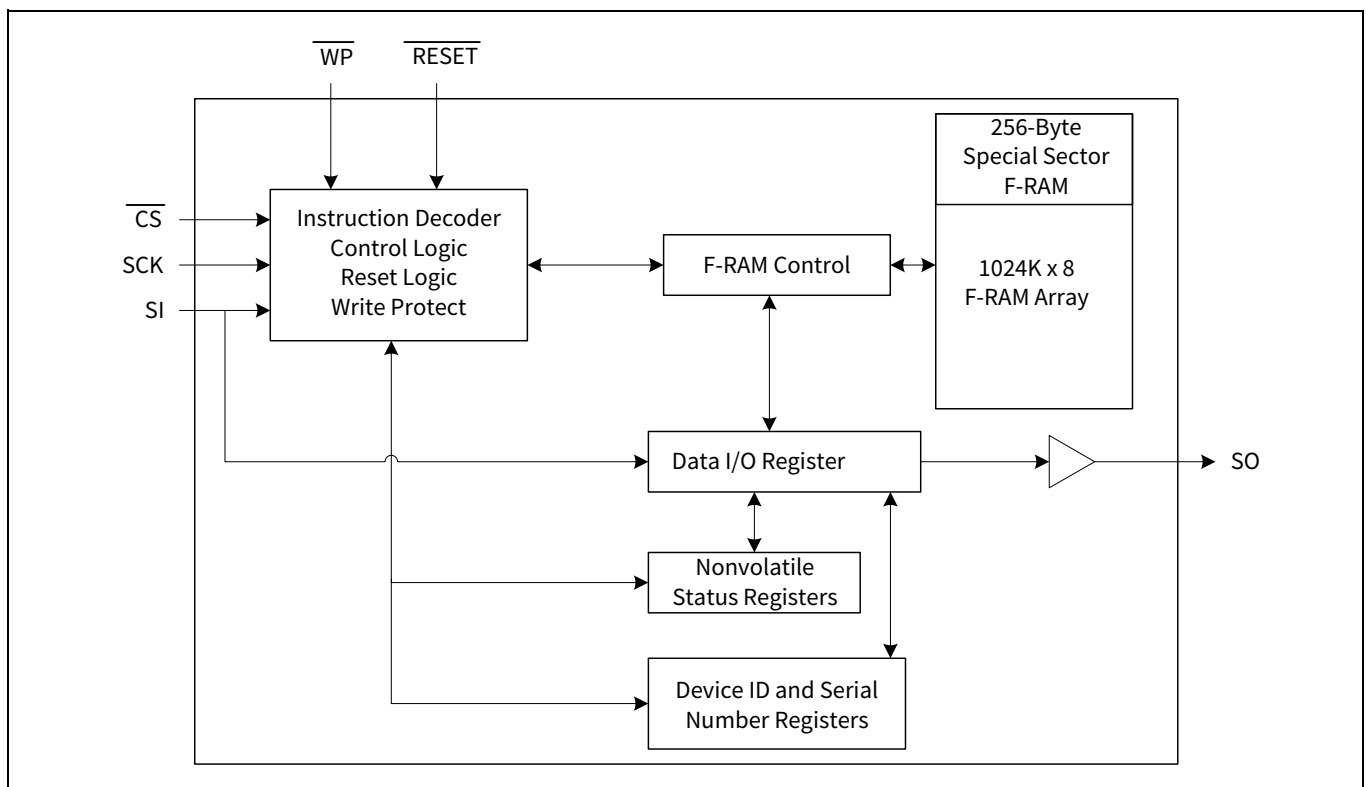 WP
RESET
256-Byte
Special Sector
F-RAM
CS
SCK
SI
Instruction Decoder
Control Logic
Reset Logic
Write Protect
F-RAM Control
1024K x 8
F-RAM Array
Data I/O Register
SO
Nonvolatile
Status Registers
Device ID and Serial
Number Registers